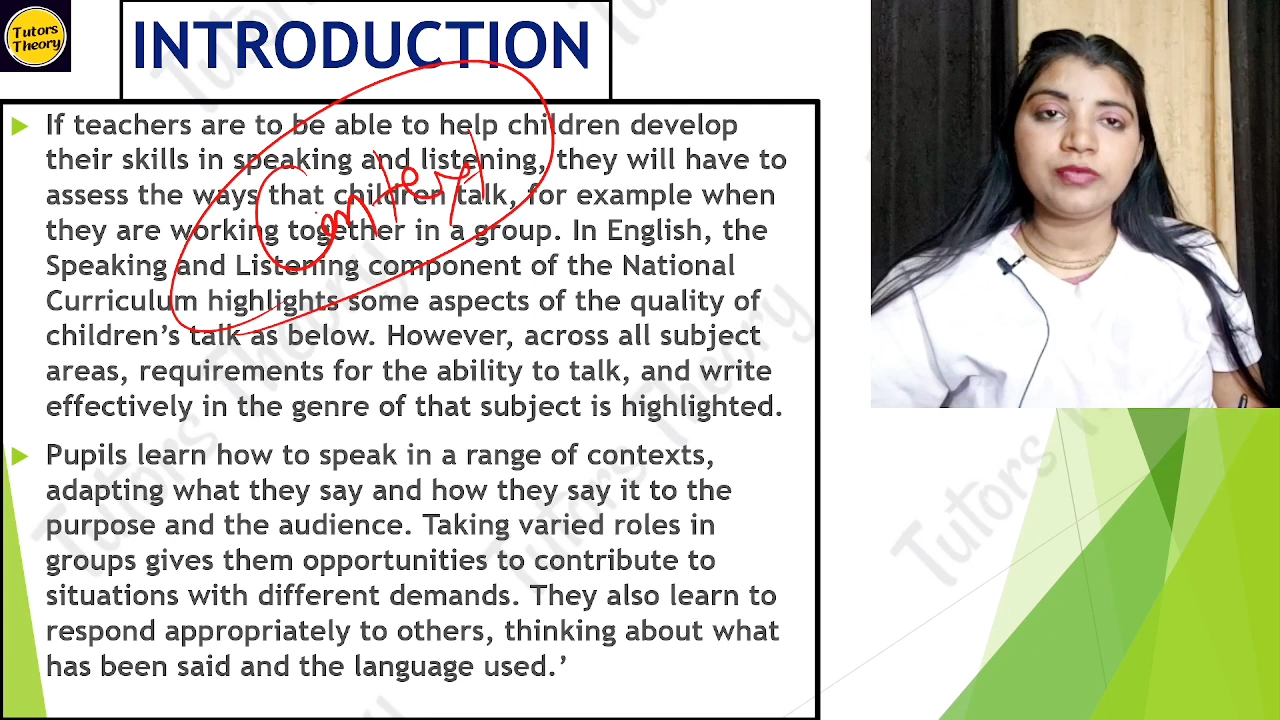 Tutors
Theory
INTRODUCTION
If teachers are to be able to help children develop
their skills in speaking and listening, they will have to
assess the ways that children talk, for example when
they are working together in a group. In English, the
Speaking and Listening component of the National
Curriculum highlights some aspects of the quality of
children’s talk as below. However, across all subject
areas, requirements for the ability to talk, and write
effectively in the genre of that subject is highlighted.
Context
Pupils learn how to speak in a range of contexts,
adapting what they say and how they say it to the
purpose and the audience. Taking varied roles in
groups gives them opportunities to contribute to
situations with different demands. They also learn to
respond appropriately to others, thinking about what
has been said and the language used.’
Tutors Theory
Tutors Theory